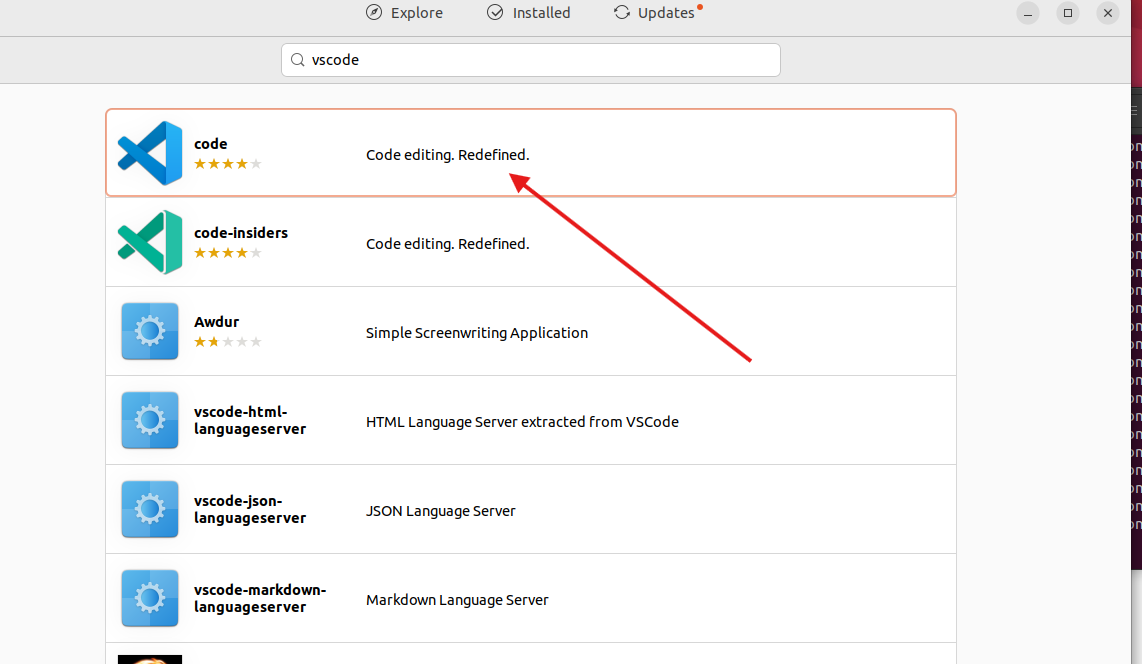 Explore
Installed
Updates
vscode
code
Code editing. Redefined.
code-insiders
Code editing. Redefined.
Awdur
Simple Screenwriting Application
vscode-html-
languageserver
HTML Language Server extracted from VSCode
vscode-json-
languageserver
JSON Language Server
vscode-markdown-
languageserver
Markdown Language Server